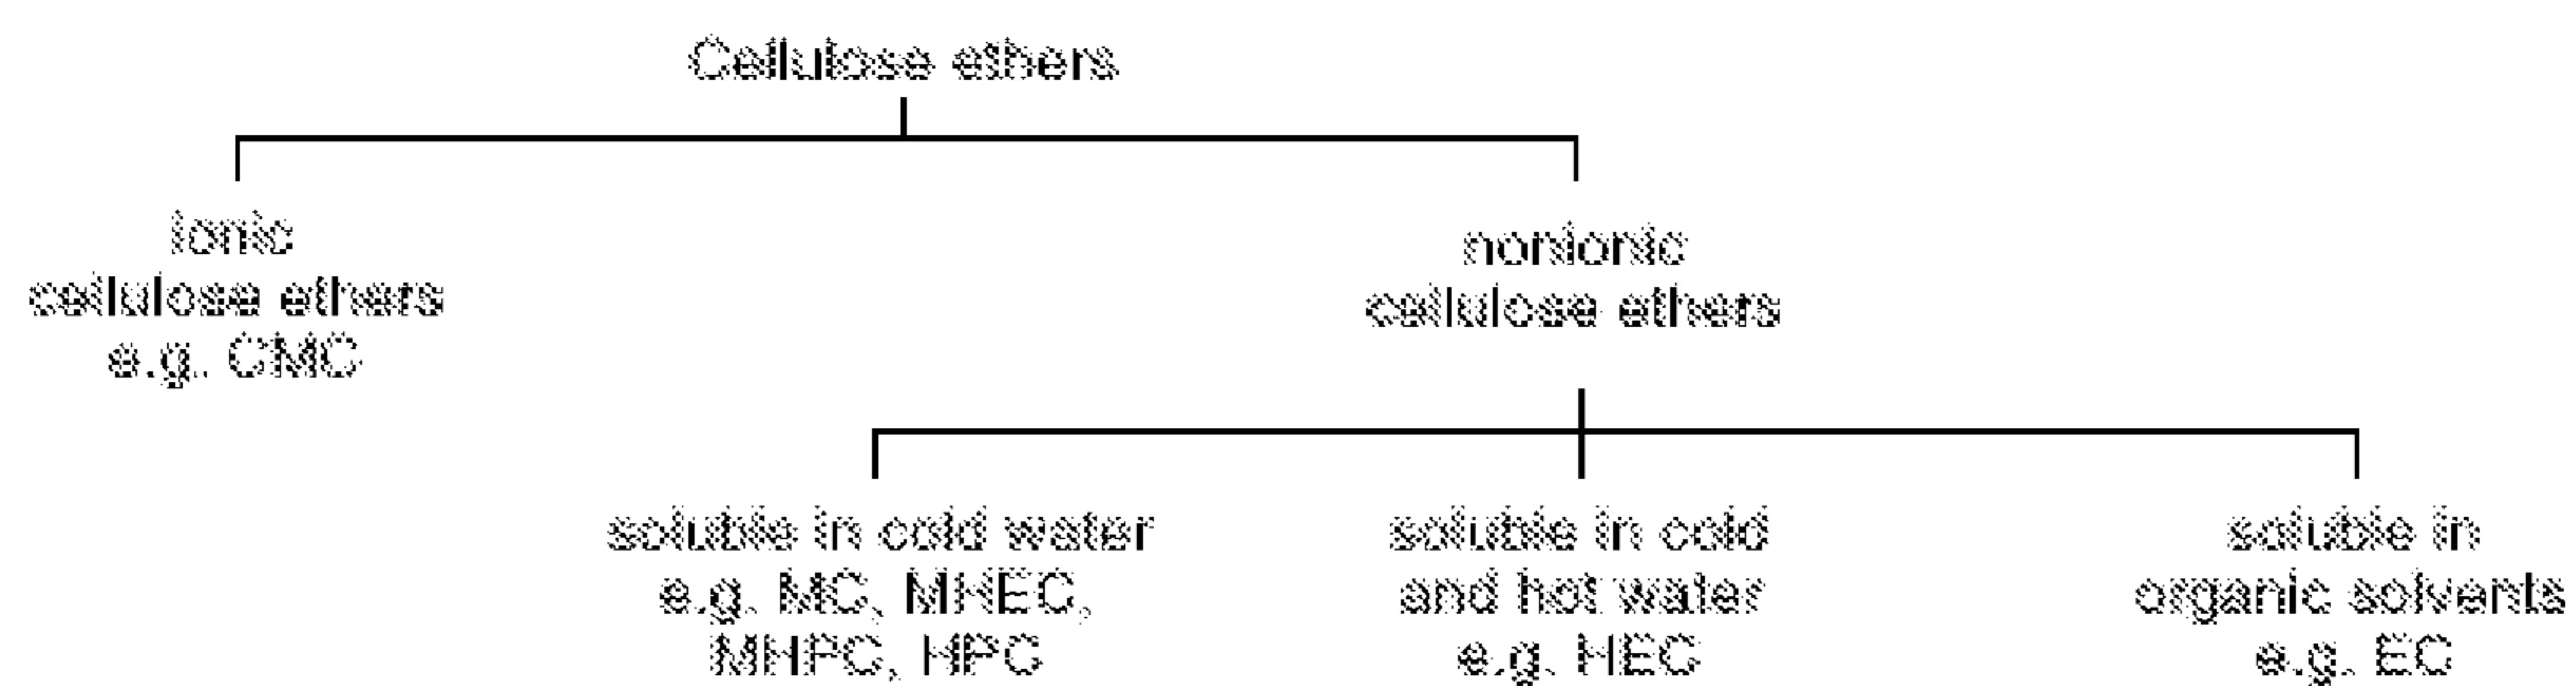 Cellulose ethers
ionic
cellulose ethers
e.g. CMC
nonionic
cellulose ethers
soluble in cold water
e.g. MC, MHEC,
MHPC, HPC
soluble in cold
and hot water
e.g. HEC
soluble in
organic solvents
e.g. EC